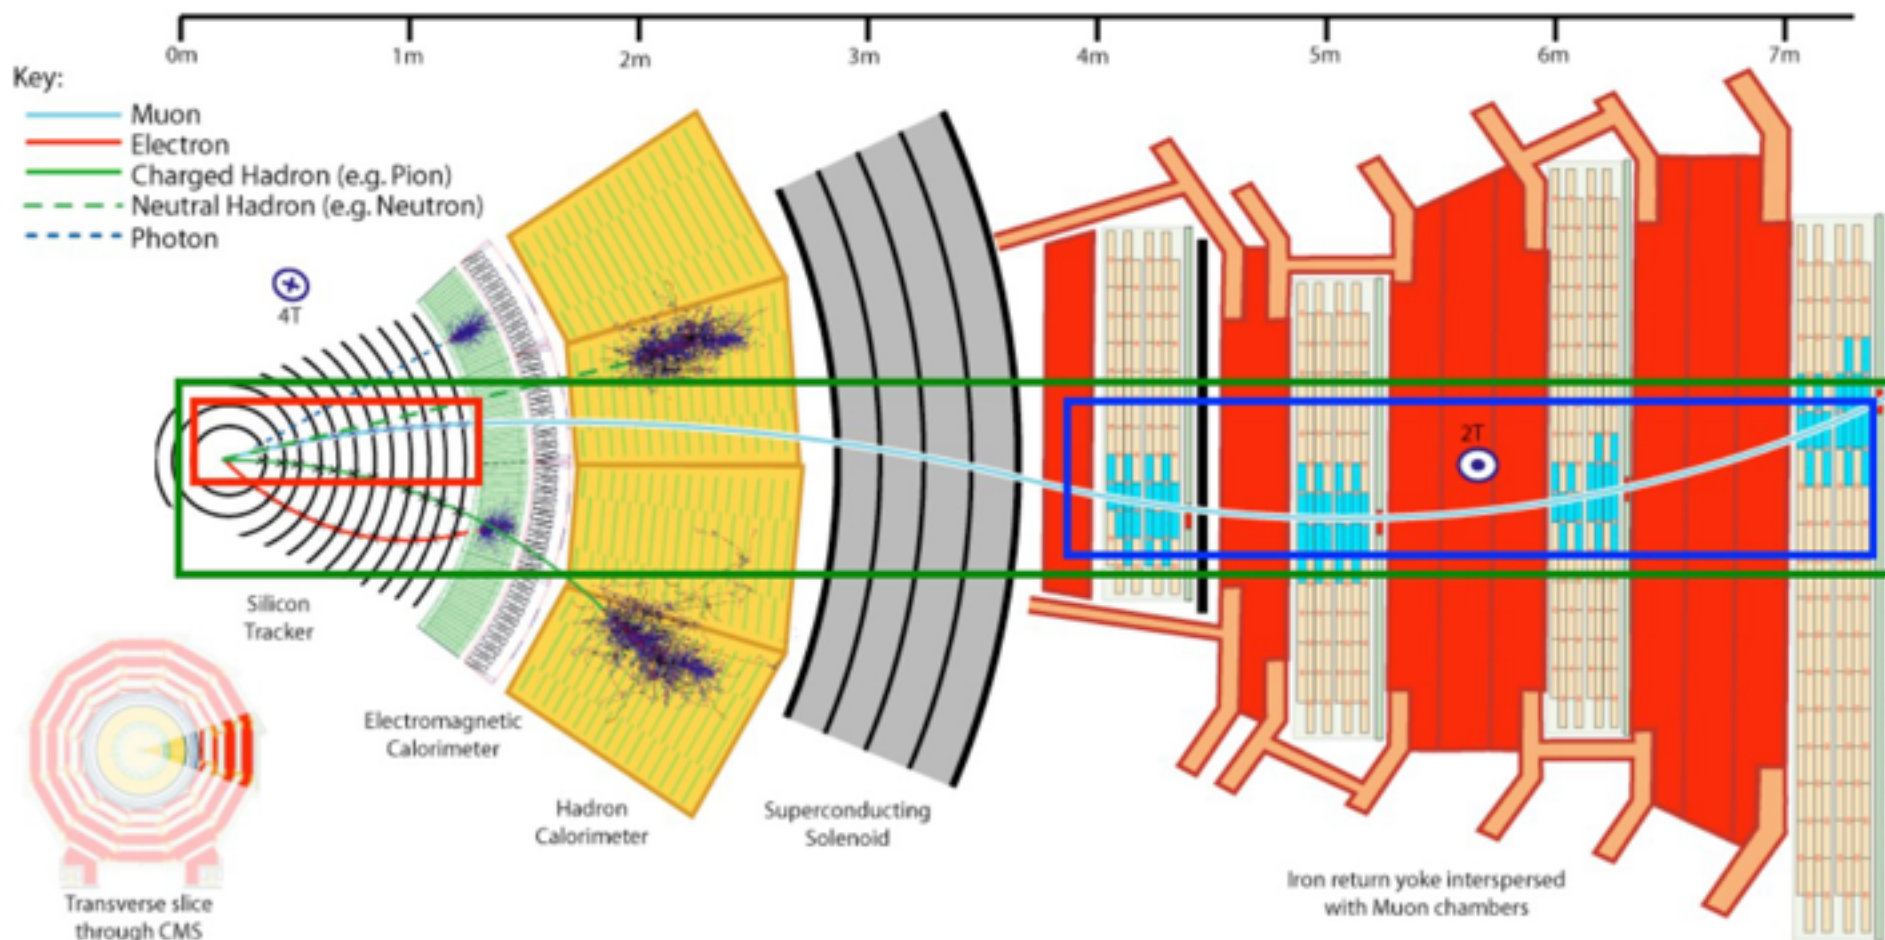 0m 1m 2m 3m 4m 5m 6m 7m
Key:
Muon
Electron
Charged Hadron (e.g. Pion)
Neutral Hadron (e.g. Neutron)
Photon
4T
2T
Silicon
Tracker
Electromagnetic
Calorimeter
Hadron
Calorimeter
Superconducting
Solenoid
Iron return yoke interspersed
with Muon chambers
Transverse slice
through CMS